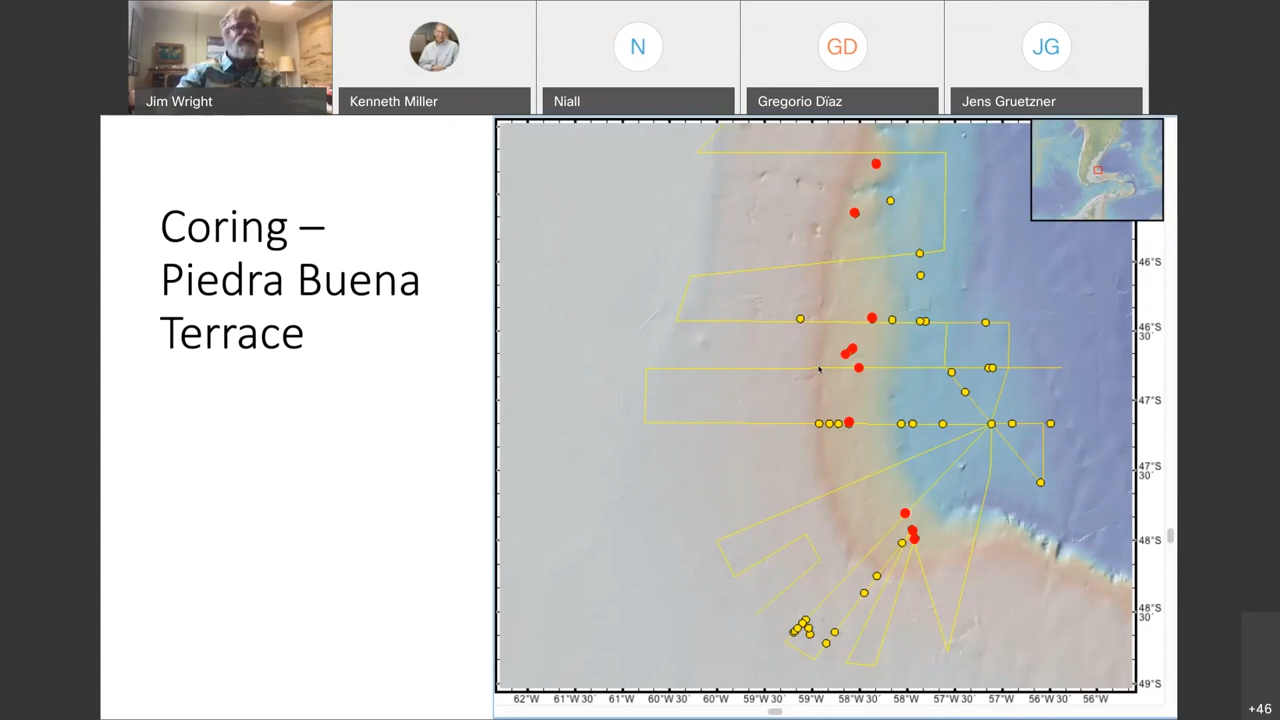 N
GD
JG
Jim Wright
Kenneth Miller
Niall
Gregorio Dïaz
Jens Gruetzner
Coring –
Piedra Buena
Terrace
46°S
46°S
30´
47°S
47°S
30´
48°S
48°S
30´
49°S
62°W
61°W 30´
61°W
60°W 30´
60°W
59°W 30´
59°W
58°W 30´
58°W
57°W 30´
57°W
56°W 30´
56°W
+46